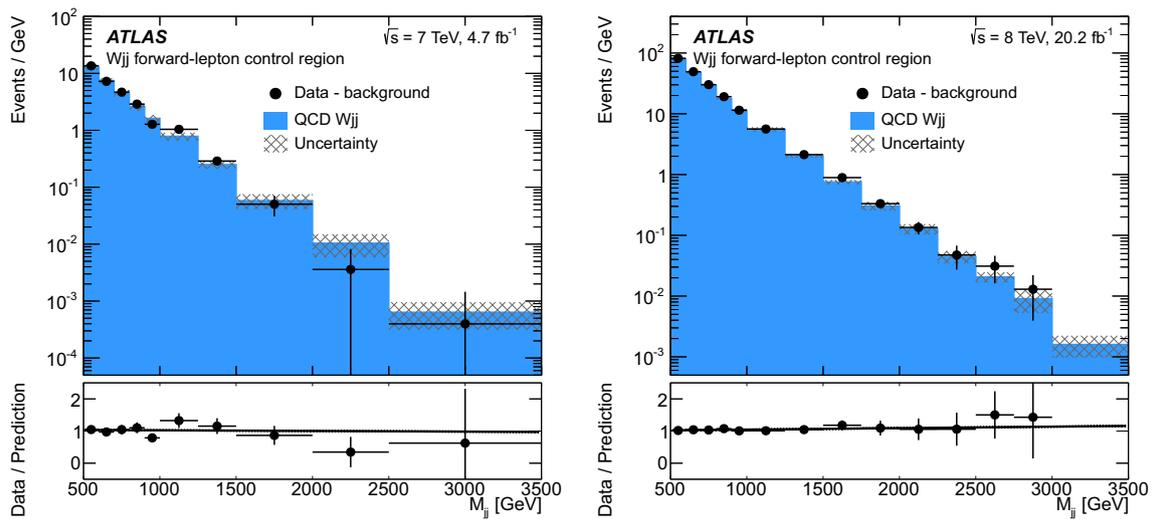 Events / GeV
10²
10
1
10⁻¹
10⁻²
10⁻³
10⁻⁴
ATLAS
√s = 7 TeV, 4.7 fb⁻¹
Wjj forward-lepton control region
Data - background
QCD Wjj
Uncertainty
Data / Prediction
2
1
0
500 1000 1500 2000 2500 3000 3500
M_jj [GeV]
Events / GeV
10²
10
1
10⁻¹
10⁻²
10⁻³
ATLAS
√s = 8 TeV, 20.2 fb⁻¹
Wjj forward-lepton control region
Data - background
QCD Wjj
Uncertainty
Data / Prediction
2
1
0
500 1000 1500 2000 2500 3000 3500
M_jj [GeV]